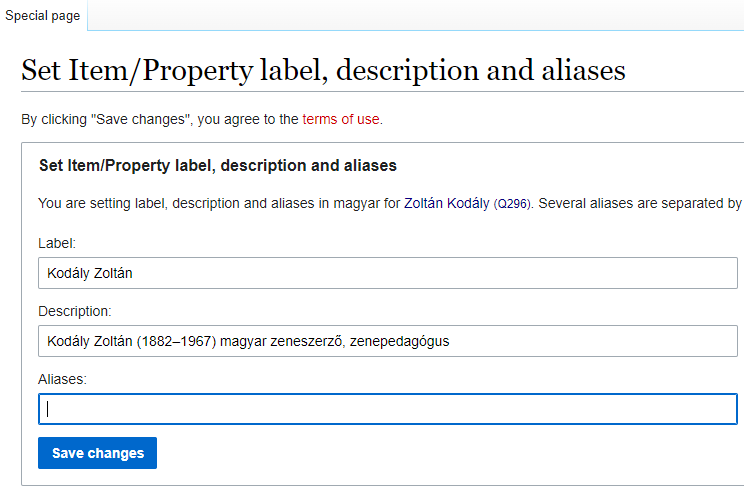 Special page
Set Item/Property label, description and aliases
By clicking "Save changes", you agree to the terms of use.
Set Item/Property label, description and aliases
You are setting label, description and aliases in magyar for Zoltán Kodály (Q296). Several aliases are separated by
Label:
Kodály Zoltán
Description:
Kodály Zoltán (1882–1967) magyar zeneszerző, zenepedagógus
Aliases:
Save changes